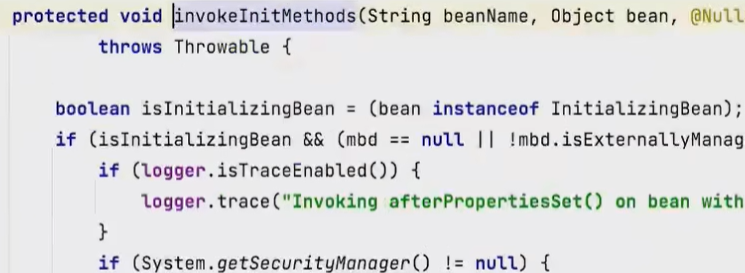 protected void invokeInitMethods(String beanName, Object bean, @Null
throws Throwable {
boolean isInitializingBean = (bean instanceof InitializingBean);
if (isInitializingBean && (mbd == null || !mbd.isExternallyManag
if (logger.isTraceEnabled()) {
logger.trace("Invoking afterPropertiesSet() on bean with
}
if (System.getSecurityManager() != null) {